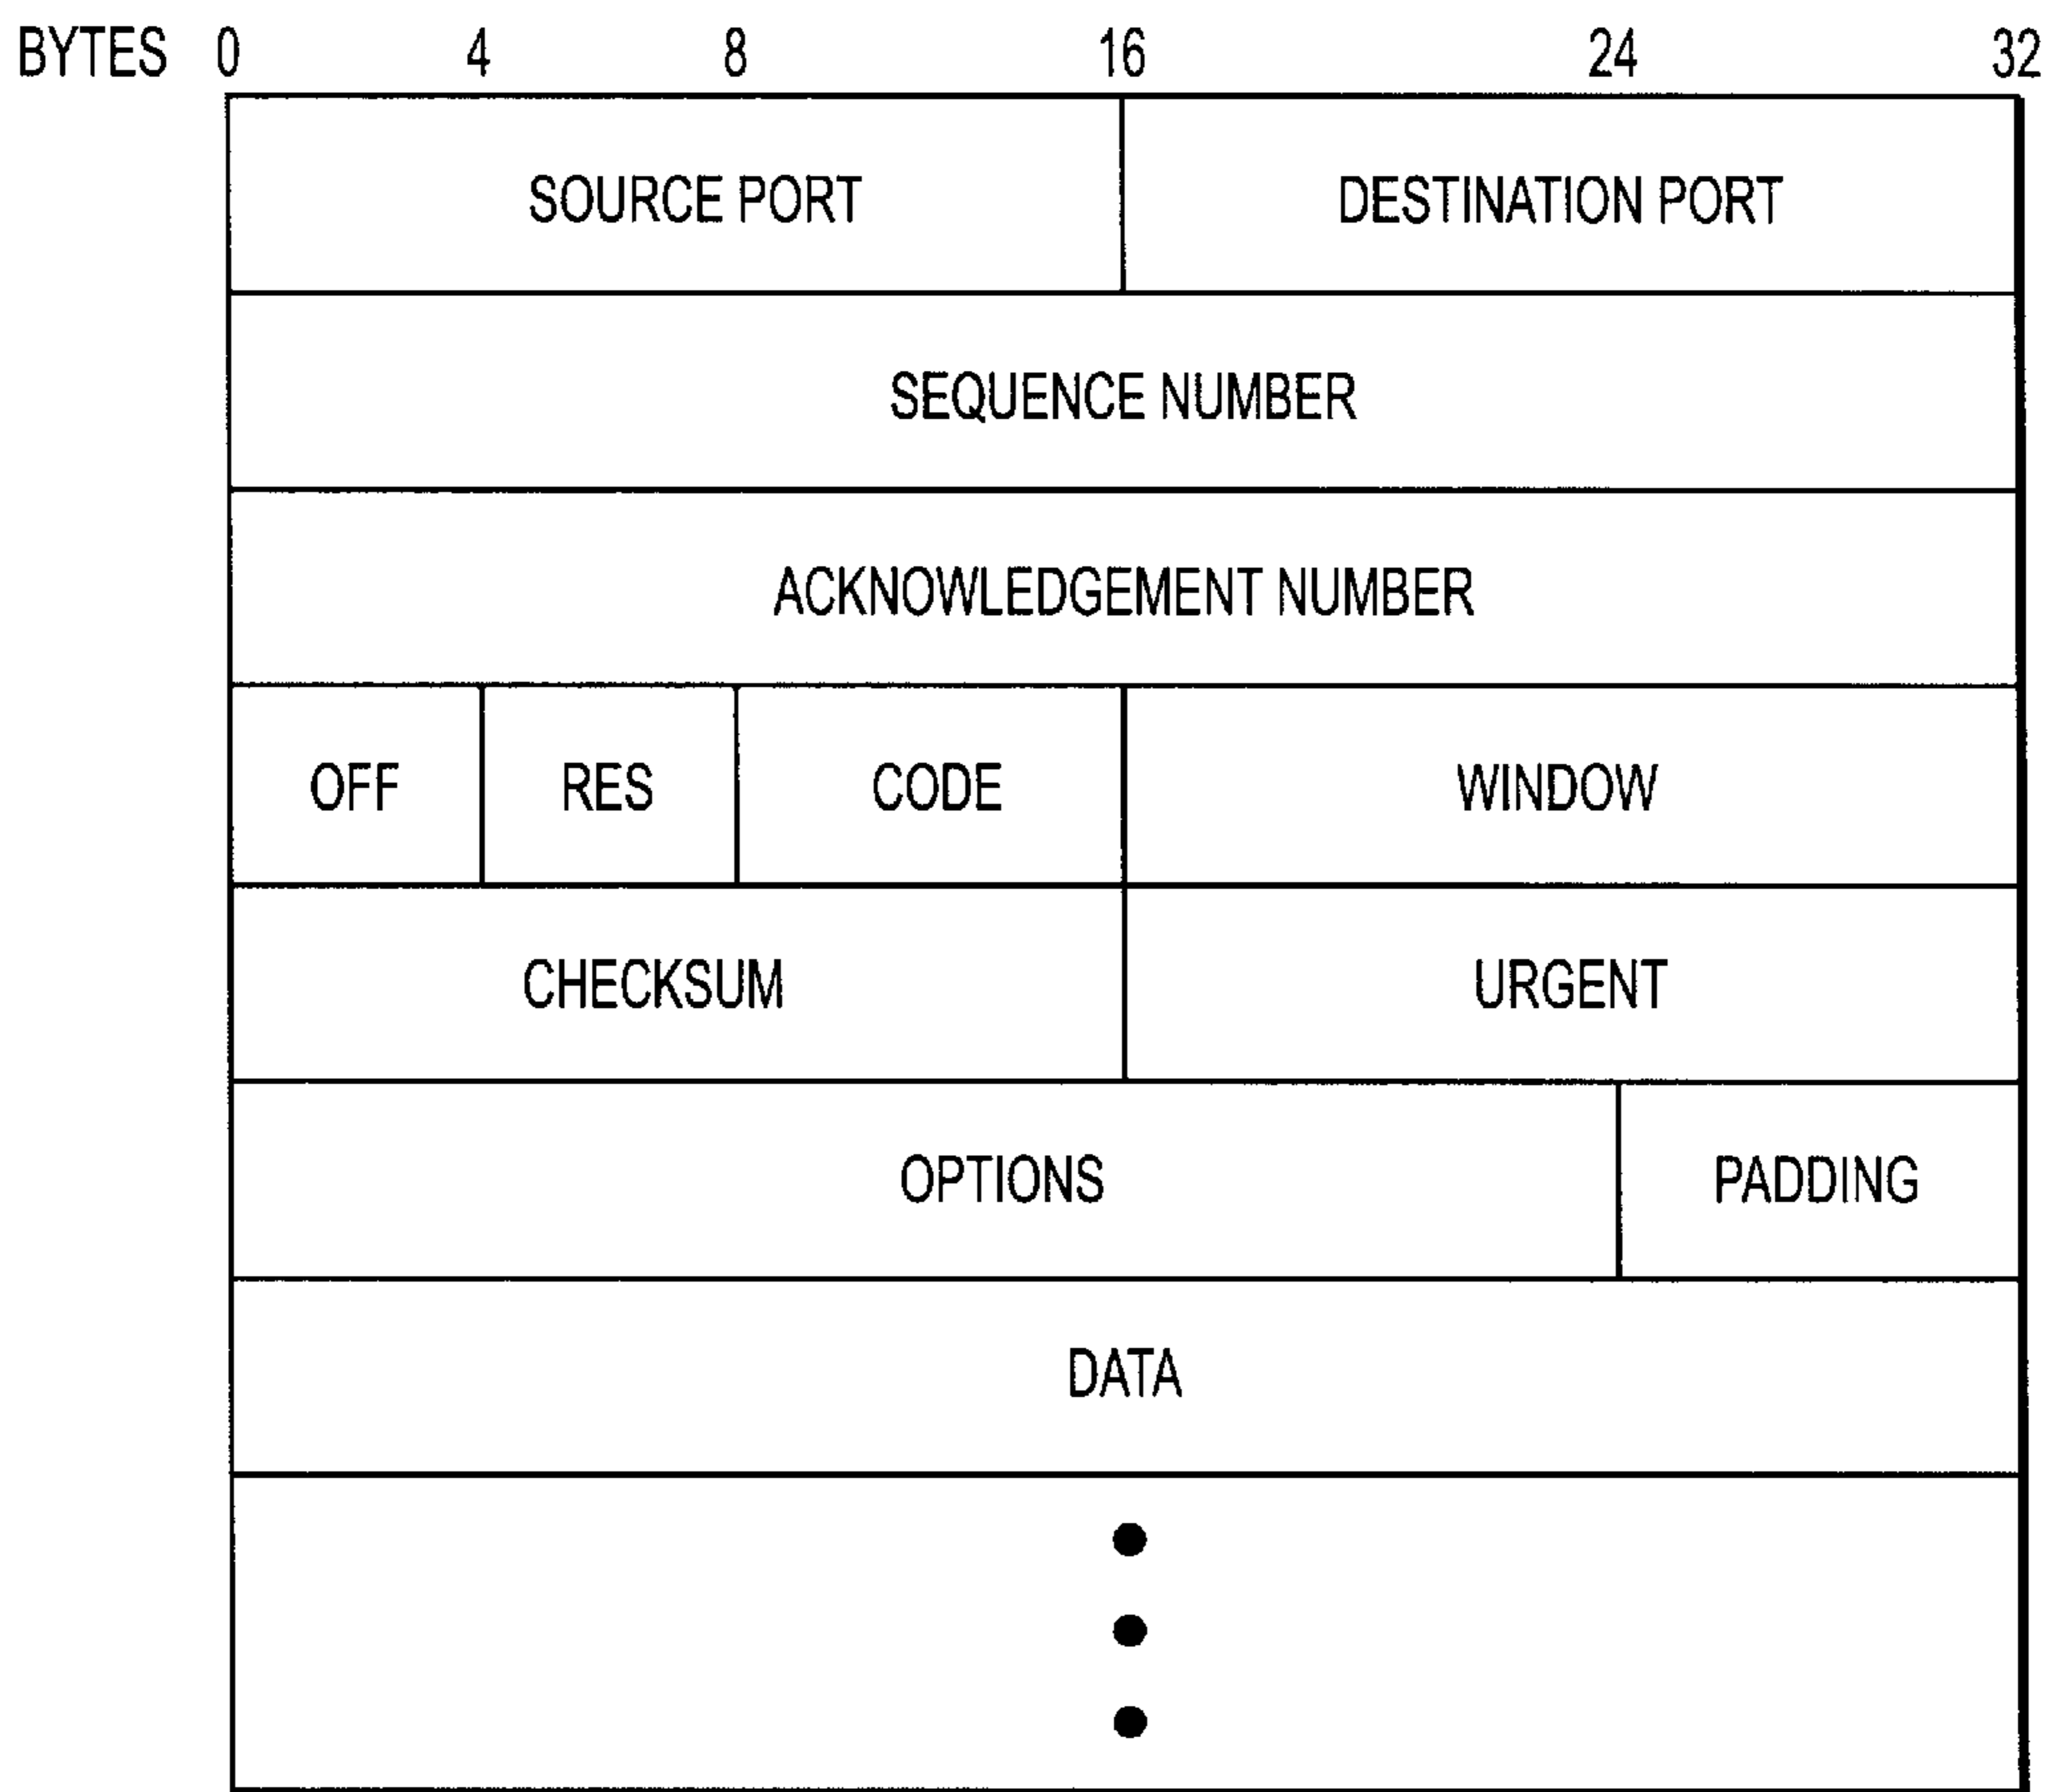 BYTES 0 4 8 16 24 32
SOURCE PORT DESTINATION PORT
SEQUENCE NUMBER
ACKNOWLEDGEMENT NUMBER
OFF RES CODE WINDOW
CHECKSUM URGENT
OPTIONS PADDING
DATA